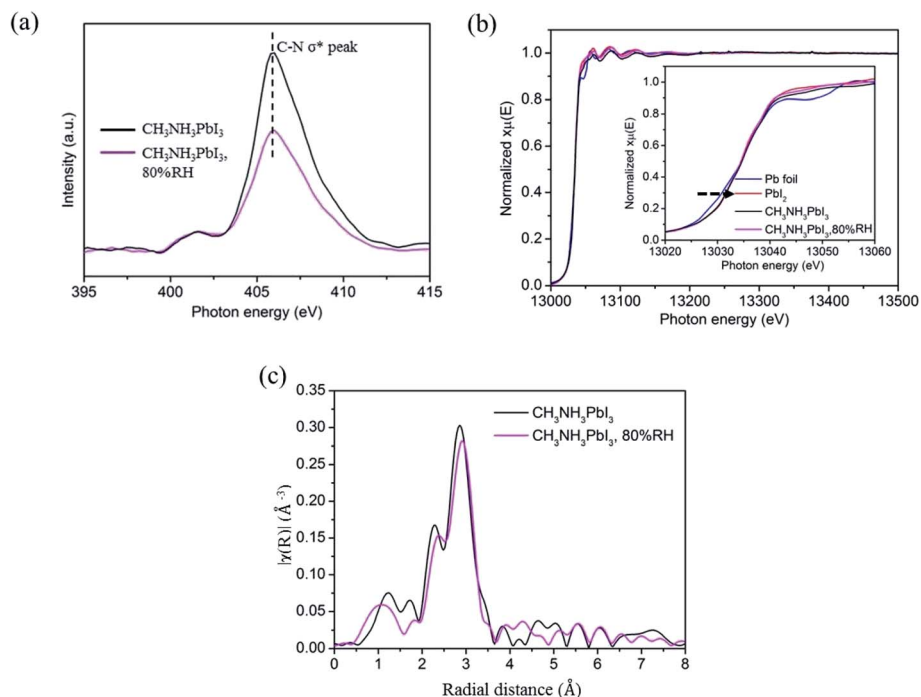 (a)
C-N σ* peak
CH₃NH₃PbI₃
CH₃NH₃PbI₃,
80%RH
Intensity (a.u.)
395 400 405 410 415
Photon energy (eV)
(b)
Normalized xμ(E)
1.0
0.8
0.6
0.4
0.2
0.0
13000 13100 13200 13300 13400 13500
Photon energy (eV)
Normalized xμ(E)
1.0
0.8
0.6
0.4
0.2
0.0
Pb foil
PbI₂
CH₃NH₃PbI₃
CH₃NH₃PbI₃,80%RH
13020 13030 13040 13050 13060
Photon energy (eV)
(c)
|χ(R)| (Å⁻³)
0.35
0.30
0.25
0.20
0.15
0.10
0.05
0.00
CH₃NH₃PbI₃
CH₃NH₃PbI₃, 80%RH
0 1 2 3 4 5 6 7 8
Radial distance (Å)